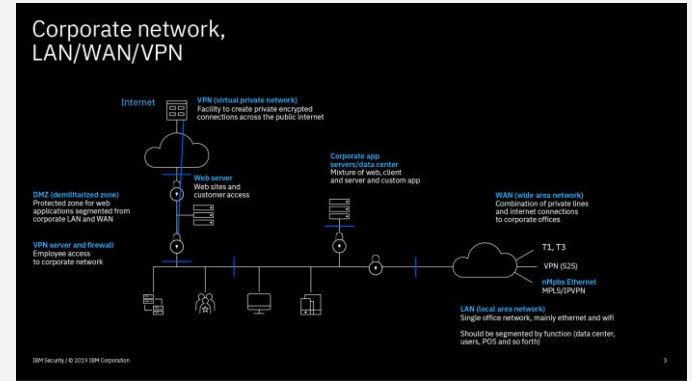 Corporate network,
LAN/WAN/VPN
Internet
VPN (virtual private network)
Facility to create private encrypted
connections across the public internet
Web server
Web sites and
customer access
Corporate app
servers/data center
Mixture of web, client
and server and custom app
DMZ (demilitarized zone)
Protected zone for web
applications segmented from
corporate LAN and WAN
WAN (wide area network)
Combination of private lines
and internet connections
to corporate offices
VPN server and firewall
Employee access
to corporate network
T1, T3
VPN (S2S)
nMpbs Ethernet
MPLS/IPVPN
LAN (local area network)
Single office network, mainly ethernet and wifi
Should be segmented by function (data center,
users, POS and so forth)
IBM Security / © 2019 IBM Corporation
3